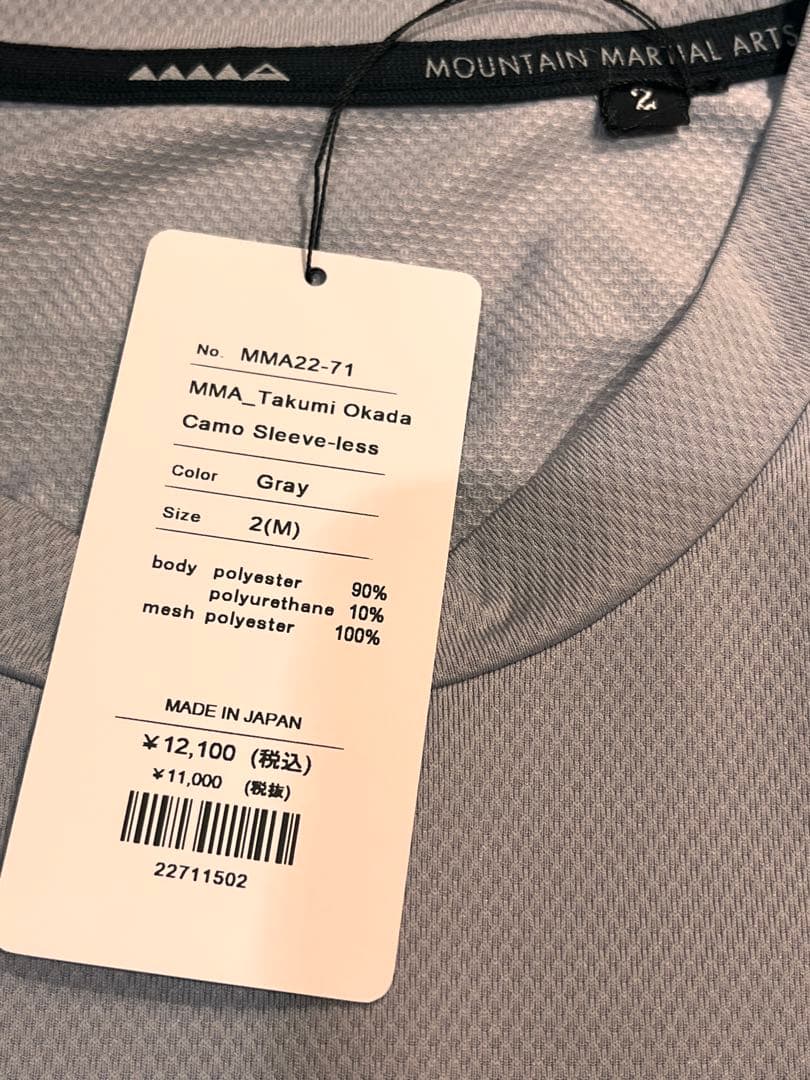 MOUNTAIN MARTIAL ARTS
2
No. MMA22-71
MMA_Takumi Okada
Camo Sleeve-less
Color Gray
Size 2(M)
body polyester 90%
polyurethane 10%
mesh polyester 100%
MADE IN JAPAN
¥12,100 (税込)
¥11,000 (税抜)
22711502